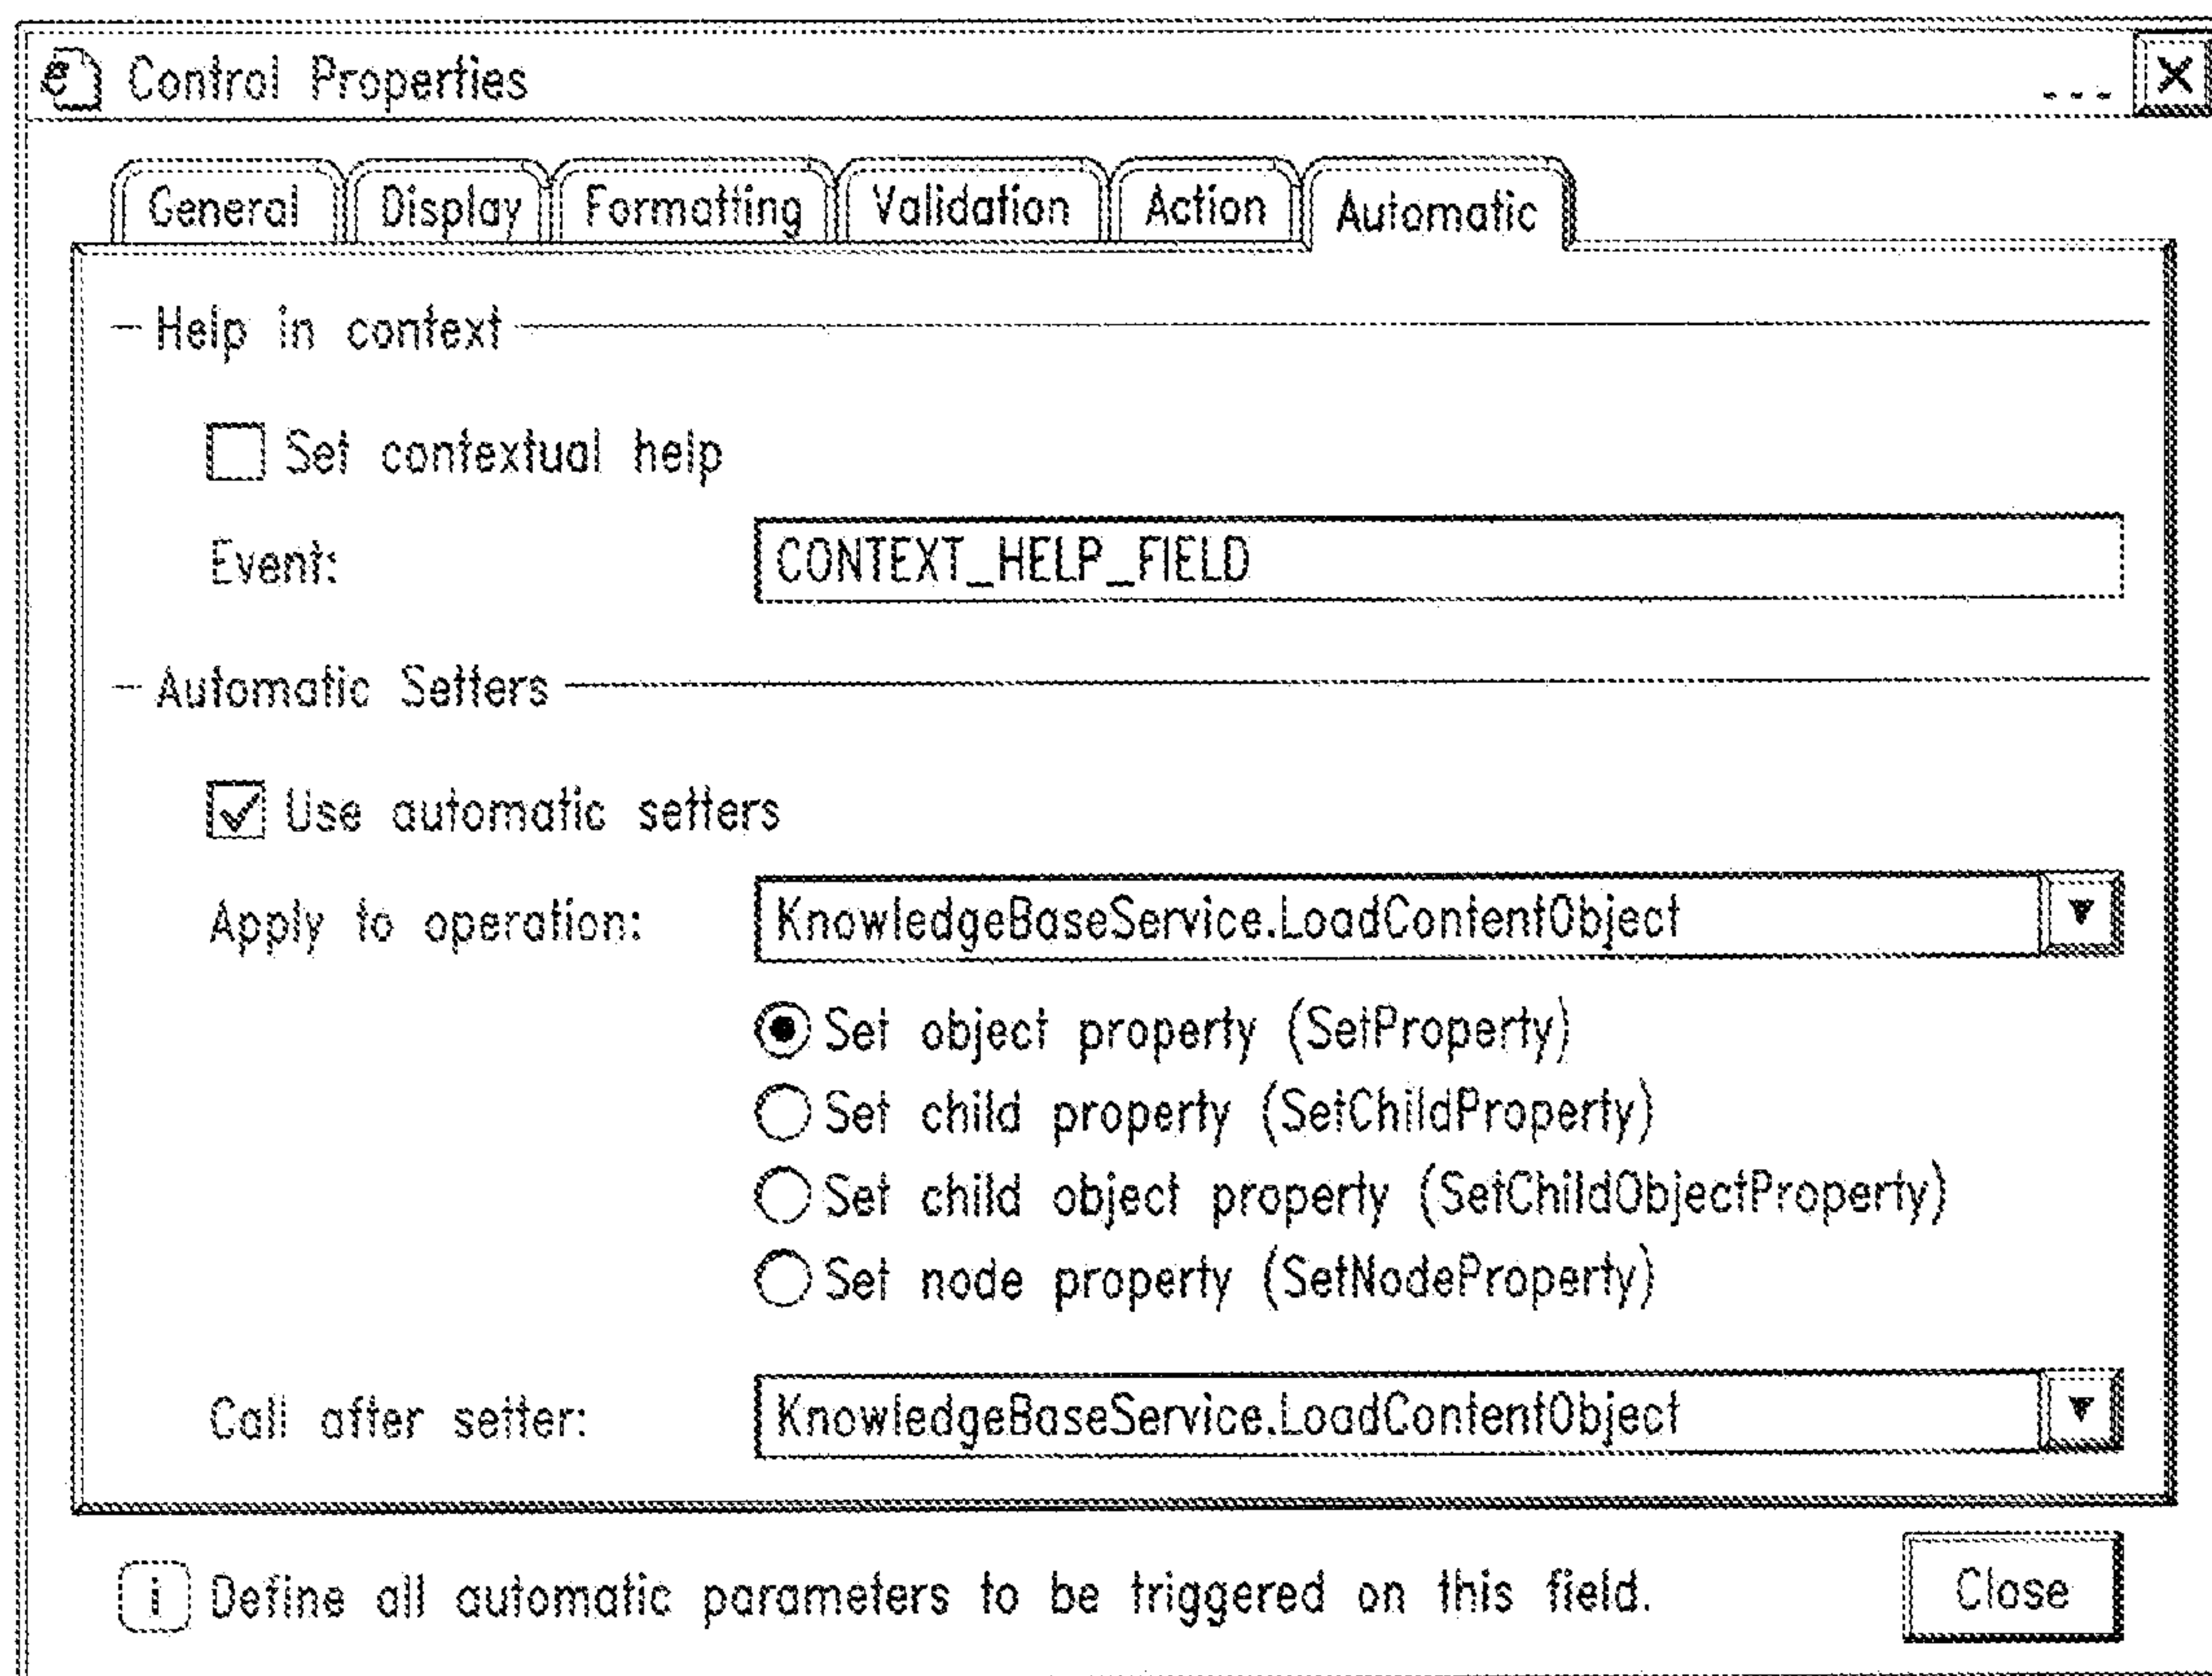 Control Properties
General Display Formatting Validation Action Automatic
Help in context
Set contextual help
Event: CONTEXT_HELP_FIELD
Automatic Setters
Use automatic setters
Apply to operation: KnowledgeBaseService.LoadContentObject
Set object property (SetProperty)
Set child property (SetChildProperty)
Set child object property (SetChildObjectProperty)
Set node property (SetNodeProperty)
Call after setter: KnowledgeBaseService.LoadContentObject
i Define all automatic parameters to be triggered on this field. Close